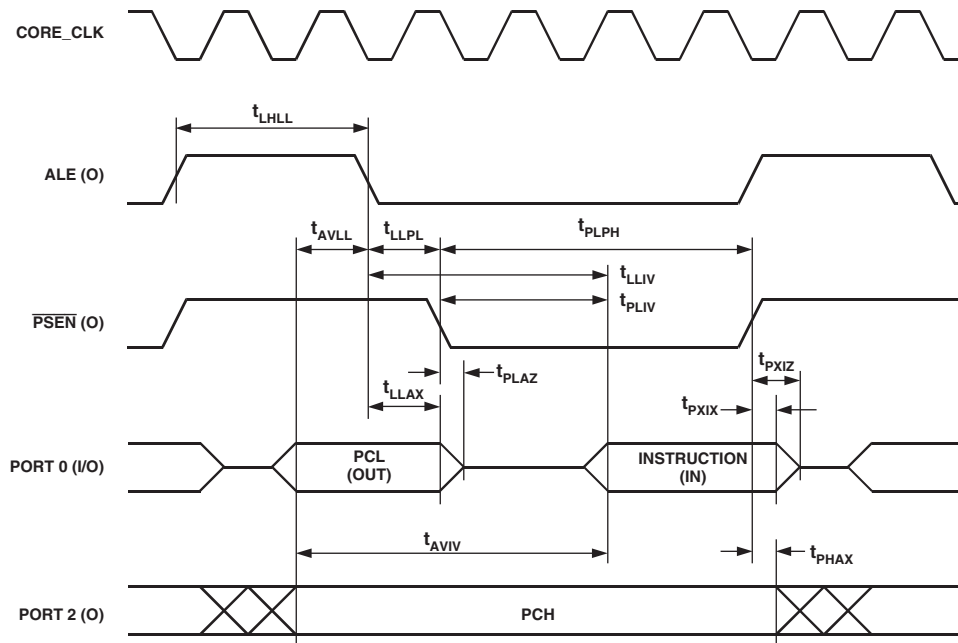 CORE_CLK
t_LHLL
ALE (O)
t_AVLL
t_LLPL
t_PLPH
t_LLIV
t_PLIV
PSEN (O)
t_PLAZ
t_PXIZ
t_LLAX
t_PXIX
PORT 0 (I/O)
PCL
(OUT)
INSTRUCTION
(IN)
t_AVIV
t_PHAX
PORT 2 (O)
PCH